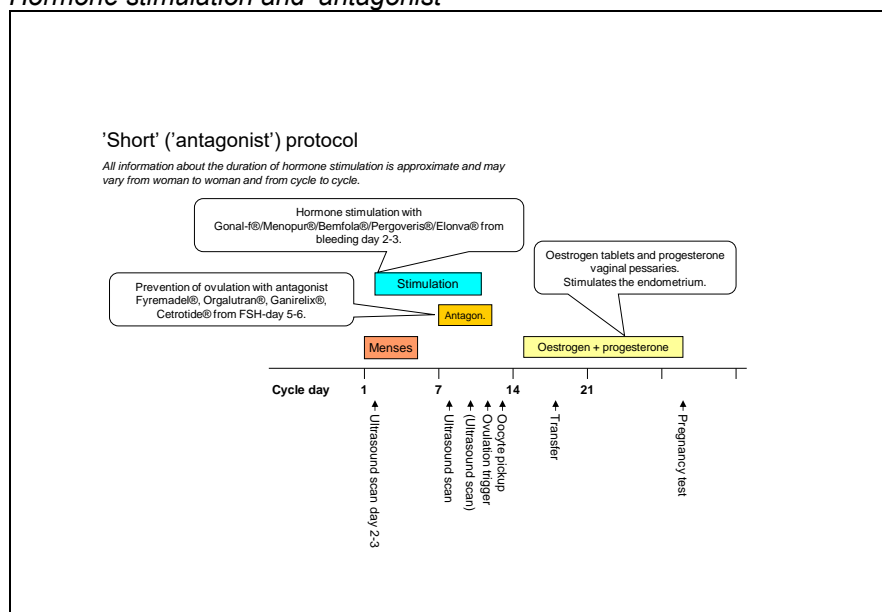 Hormone stimulation and 'antagonist'
’Short’ (’antagonist’) protocol
All information about the duration of hormone stimulation is approximate and may
vary from woman to woman and from cycle to cycle.
Hormone stimulation with
Gonal-f®/Menopur®/Bemfola®/Pergoveris®/Elonva® from
bleeding day 2-3.
Oestrogen tablets and progesterone
vaginal pessaries.
Stimulates the endometrium.
Prevention of ovulation with antagonist
Fyremadel®, Orgalutran®, Ganirelix®,
Cetrotide® from FSH-day 5-6.
Stimulation
Antagon.
Menses
Oestrogen + progesterone
Cycle day 1 7 14 21
Ultrasound scan day 2-3
Ultrasound scan
(Ultrasound scan)
Ovulation trigger
Oocyte pickup
Transfer
Pregnancy test